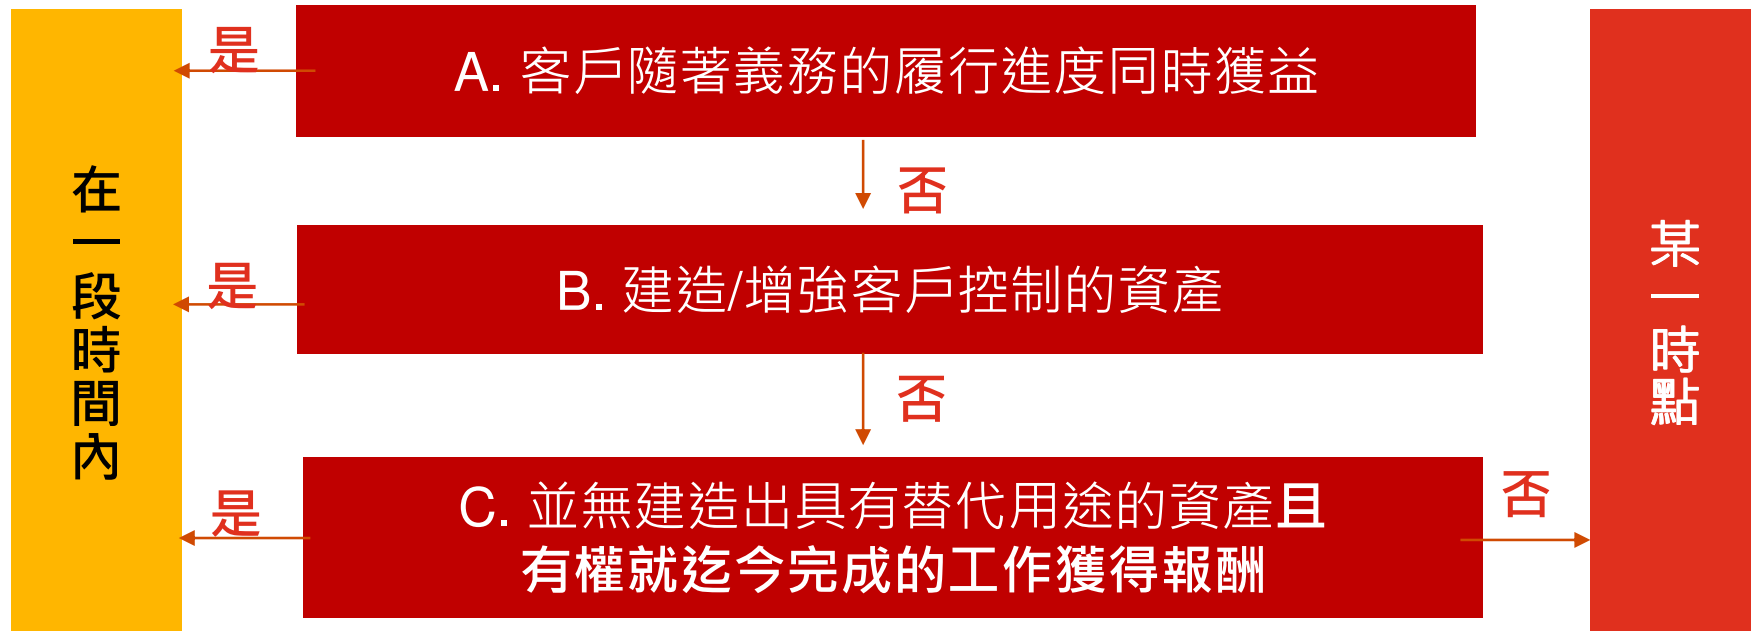 在一段時間內
是
A. 客戶隨著義務的履行進度同時獲益
否
是
B. 建造/增強客戶控制的資產
否
是
C. 並無建造出具有替代用途的資產且
有權就迄今完成的工作獲得報酬
否
某一時點